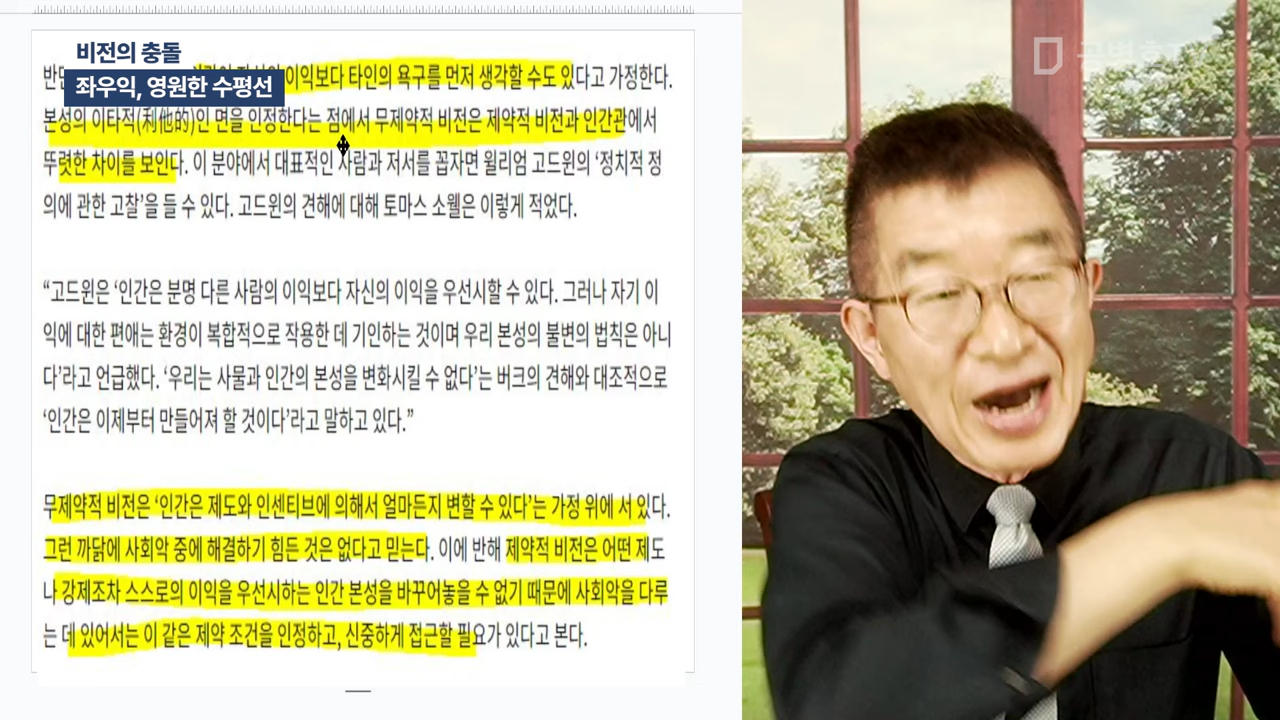 비전의 충돌
좌우익, 영원한 수평선
이익보다 타인의 욕구를 먼저 생각할 수도 있다고 가정한다.
본성의 이타적(利他的)인 면을 인정한다는 점에서 무제약적 비전은 제약적 비전과 인간관에서
뚜렷한 차이를 보인다. 이 분야에서 대표적인 사람과 저서를 꼽자면 윌리엄 고드윈의 ‘정치적 정
의에 관한 고찰’을 들 수 있다. 고드윈의 견해에 대해 토마스 소웰은 이렇게 적었다.
“고드윈은 ‘인간은 분명 다른 사람의 이익보다 자신의 이익을 우선시할 수 있다. 그러나 자기 이
익에 대한 편애는 환경이 복합적으로 작용한 데 기인하는 것이며 우리 본성의 불변의 법칙은 아니
다’라고 언급했다. ‘우리는 사물과 인간의 본성을 변화시킬 수 없다’는 버크의 견해와 대조적으로
‘인간은 이제부터 만들어져 할 것이다’라고 말하고 있다.”
무제약적 비전은 ‘인간은 제도와 인센티브에 의해서 얼마든지 변할 수 있다’는 가정 위에 서 있다.
그런 까닭에 사회악 중에 해결하기 힘든 것은 없다고 믿는다. 이에 반해 제약적 비전은 어떤 제도
나 강제조차 스스로의 이익을 우선시하는 인간 본성을 바꾸어놓을 수 없기 때문에 사회악을 다루
는 데 있어서는 이 같은 제약 조건을 인정하고, 신중하게 접근할 필요가 있다고 본다.